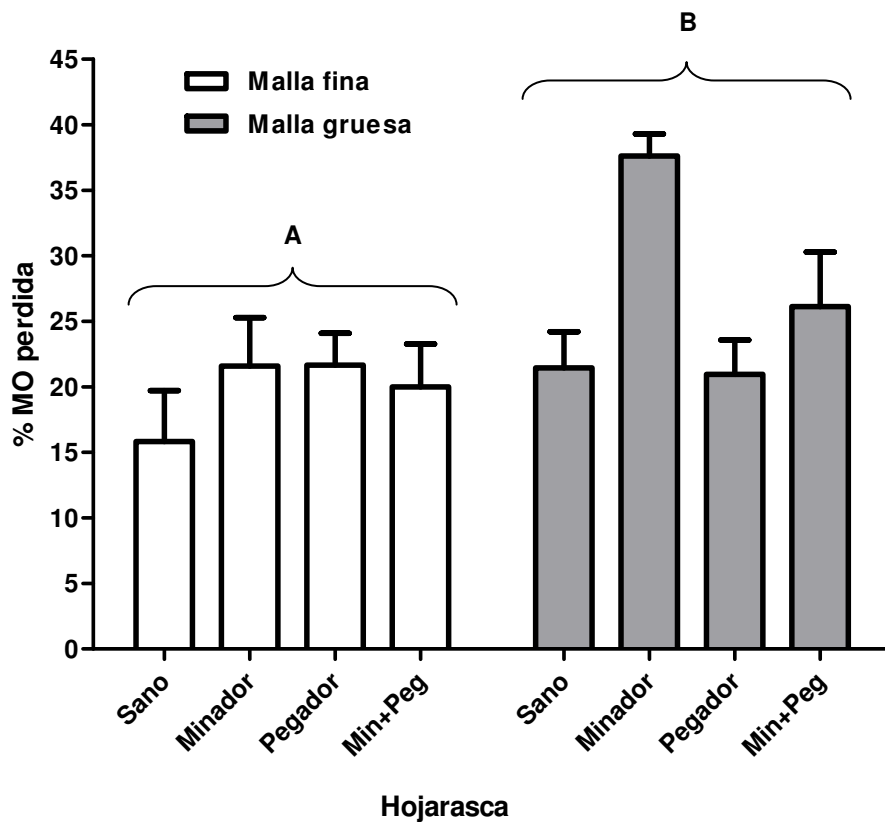 B
45
Malla fina
40
Malla gruesa
35
A
30
25
20
15
10
5
0
% MO perdida
Sano
Minador
Pegador
Min+Peg
Sano
Minador
Pegador
Min+Peg
Hojarasca